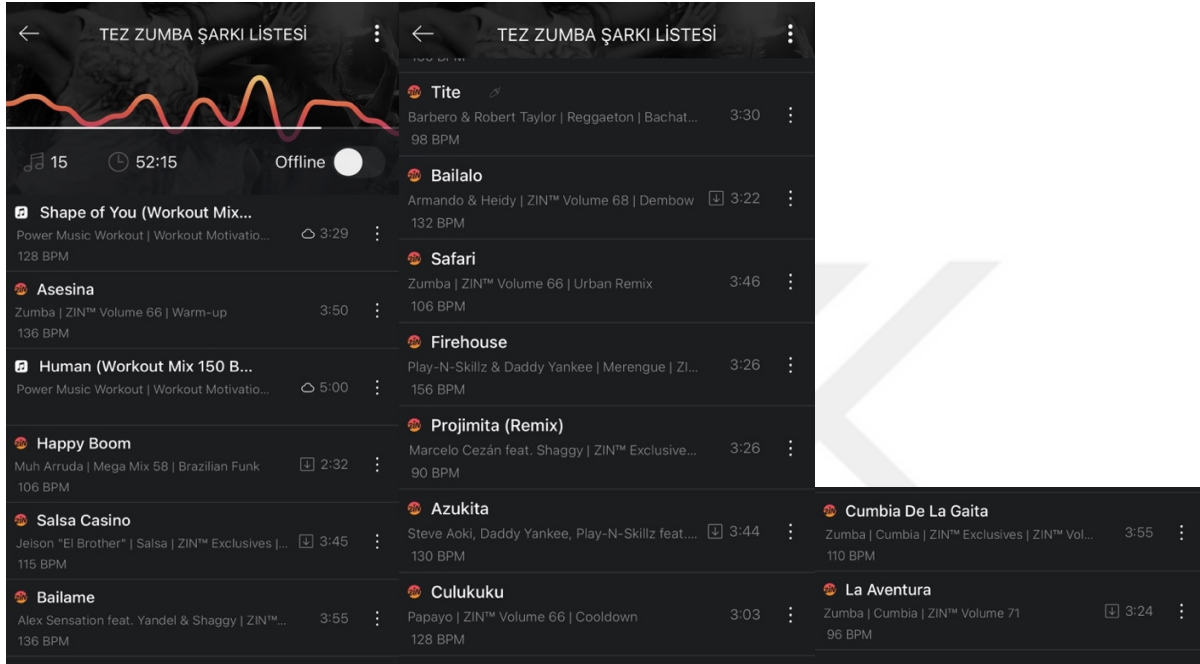 TEZ ZUMBA ŞARKI LİSTESİ
15
52:15
Offline
Shape of You (Workout Mix...
Power Music Workout | Workout Motivatio...
3:29
128 BPM
Asesina
Zumba | ZIN™ Volume 66 | Warm-up
3:50
136 BPM
Human (Workout Mix 150 B...
Power Music Workout | Workout Motivatio...
5:00
Happy Boom
Muh Arruda | Mega Mix 58 | Brazilian Funk
2:32
106 BPM
Salsa Casino
Jeison "El Brother" | Salsa | ZIN™ Exclusives |...
3:45
115 BPM
Bailame
Alex Sensation feat. Yandel & Shaggy | ZIN™...
3:55
136 BPM
TEZ ZUMBA ŞARKI LİSTESİ
Tite
Barbero & Robert Taylor | Reggaeton | Bachat...
3:30
98 BPM
Bailalo
Armando & Heidy | ZIN™ Volume 68 | Dembow
3:22
132 BPM
Safari
Zumba | ZIN™ Volume 66 | Urban Remix
3:46
106 BPM
Firehouse
Play-N-Skillz & Daddy Yankee | Merengue | ZI...
3:26
156 BPM
Projimita (Remix)
Marcelo Cezán feat. Shaggy | ZIN™ Exclusive...
3:26
90 BPM
Azukita
Steve Aoki, Daddy Yankee, Play-N-Skillz feat....
3:44
130 BPM
Culukuku
Papayo | ZIN™ Volume 66 | Cooldown
3:03
128 BPM
Cumbia De La Gaita
Zumba | Cumbia | ZIN™ Exclusives | ZIN™ Vol...
3:55
110 BPM
La Aventura
Zumba | Cumbia | ZIN™ Volume 71
3:24
96 BPM